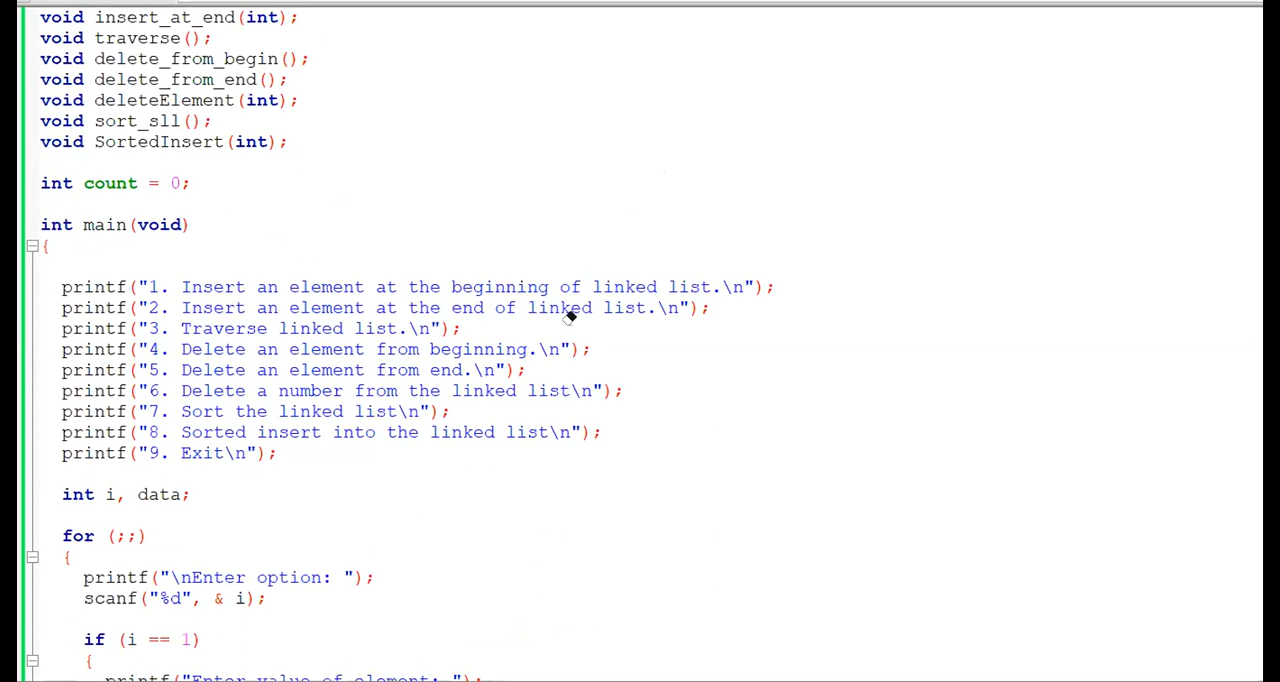 void insert_at_end(int);
void traverse();
void delete_from_begin();
void delete_from_end();
void deleteElement(int);
void sort_sll();
void SortedInsert(int);
int count = 0;
int main(void)
{
printf("1. Insert an element at the beginning of linked list.\n");
printf("2. Insert an element at the end of linked list.\n");
printf("3. Traverse linked list.\n");
printf("4. Delete an element from beginning.\n");
printf("5. Delete an element from end.\n");
printf("6. Delete a number from the linked list\n");
printf("7. Sort the linked list\n");
printf("8. Sorted insert into the linked list\n");
printf("9. Exit\n");
int i, data;
for (;;)
{
printf("\nEnter option: ");
scanf("%d", & i);
if (i == 1)
{
printf("Enter value of element: ");